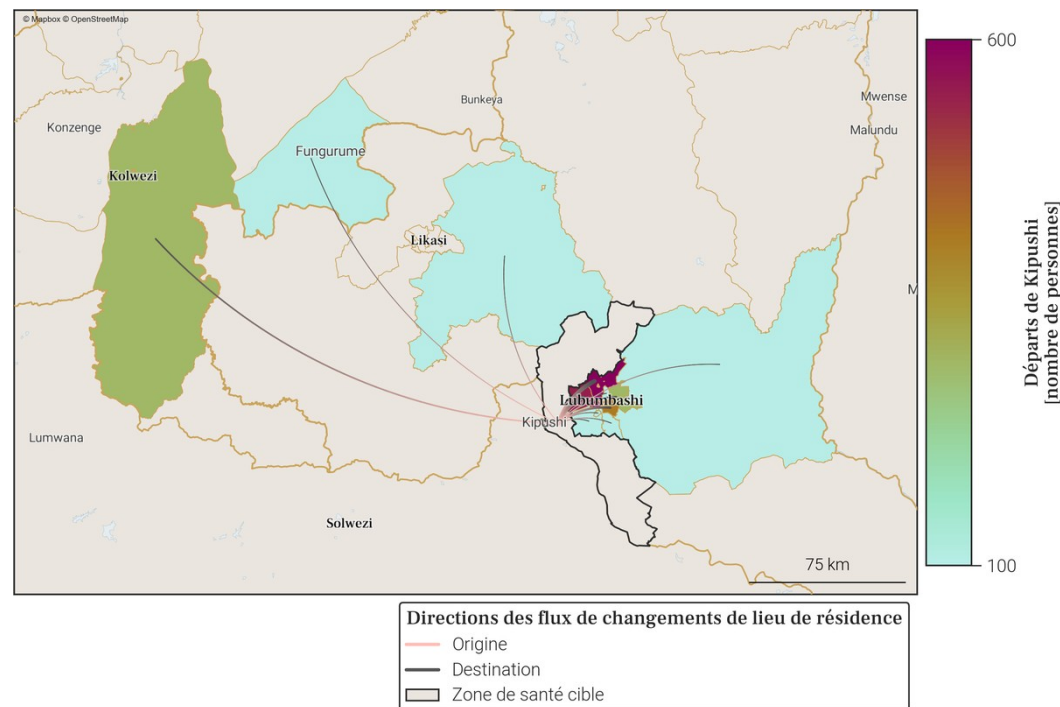 © Mapbox © OpenStreetMap
600
Bunkeya
Mwense
Konzenge
Malundu
Fungurume
Kolwezi
Likasi
M
Départs de Kipushi
[nombre de personnes]
Lubumbashi
Kipushi
Lumwana
Solwezi
75 km
100
Directions des flux de changements de lieu de résidence
Origine
Destination
Zone de santé cible